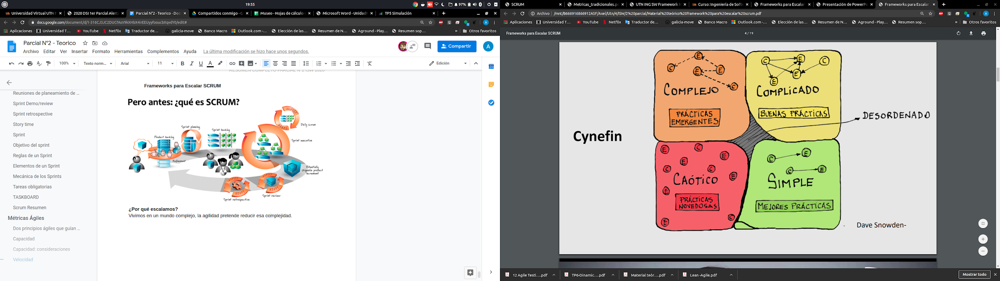 19:55
97%
Universidad Virtual UTN F
2020 DSI 1er Parcial Alerta
Parcial N°2 - Teorico - Doc
Compartidos conmigo - G
Museo - Hojas de cálculo
Microsoft Word - Unidad
TP5 Simulación
docs.google.com/document/d/1-316CJ3JC2DUCfAsV9kXHbX4irEEUyyfooucbXqvdY0/edit#
Aplicaciones
Universidad T...
YouTube
Netflix
Traductor de...
galicia-move
Banco Macro
Outlook.com -...
Elección de las...
Resumen de N...
Aground - Play...
Resumen sop...
»
Otros favoritos
Parcial N°2 - Teorico
Archivo
Editar
Ver
Insertar
Formato
Herramientas
Complementos
Ayuda
La última modificación se hizo hace unos segundos.
Compartir
A
100%
Texto norm...
Arial
11
B
I
U
A
Edición
31
RESUMEN COMPLETO PARCIAL N°2 ISW 2020
Reuniones de planeamiento de ...
Sprint Demo/review
Sprint retrospective
Story time
Sprint
Objetivo del sprint
Reglas de un Sprint
Elementos de un Sprint
Mecánica de los Sprints
Tareas obligatorias
TASKBOARD
Scrum Resumen
Métricas Ágiles
Dos principios ágiles que guían ...
Capacidad
Capacidad: consideraciones
Velocidad
Frameworks para Escalar SCRUM
Pero antes: ¿qué es SCRUM?
INSPECT
ADAPT
Daily scrum
Sprint planning
Sprint backlog
Product backlog
Feature A
Sprint execution
Refinement
Potentially
shippable product
increment
INSPECT
ADAPT
Sprint retrospective
INSPECT
ADAPT
Sprint review
¿Por qué escalamos?
Vivimos en un mundo complejo, la agilidad pretende reducir esa complejidad.
SCRUM
Metricas_tradicionales.p
UTN ING SW Framework N
Curso: Ingeniería de Softw
Frameworks para Escalar
Presentación de PowerPo
Frameworks para Escalar
Archivo
/mnt/B666916866912A5F/Axel/Utn/4/ISW/2%20parcial/Material%20teórico%20framework%20para%20escalar%20scrum.pdf
Aplicaciones
Universidad T...
YouTube
Netflix
Traductor de...
galicia-move
Banco Macro
Outlook.com -...
Elección de las...
Resumen de N...
Aground - Play...
Resumen sop...
»
Otros favoritos
Frameworks para Escalar SCRUM
4 / 19
Cynefin
E
C
E
E
C
COMPLEJO
PRÁCTICAS
EMERGENTES
C
E
C
E
E
COMPLICADO
BUENAS PRÁCTICAS
DESORDENADO
E
C
E
E
C
C
E
CAÓTICO
E
PRÁCTICAS
NOVEDOSAS
E
C
C
E
C
E
SIMPLE
MEJORES PRÁCTICAS
- Dave Snowden-
12 Agile Testi....pdf
TP6-Dinamic....pdf
Material teór....pdf
Lean -Agile.pdf
Mostrar todo